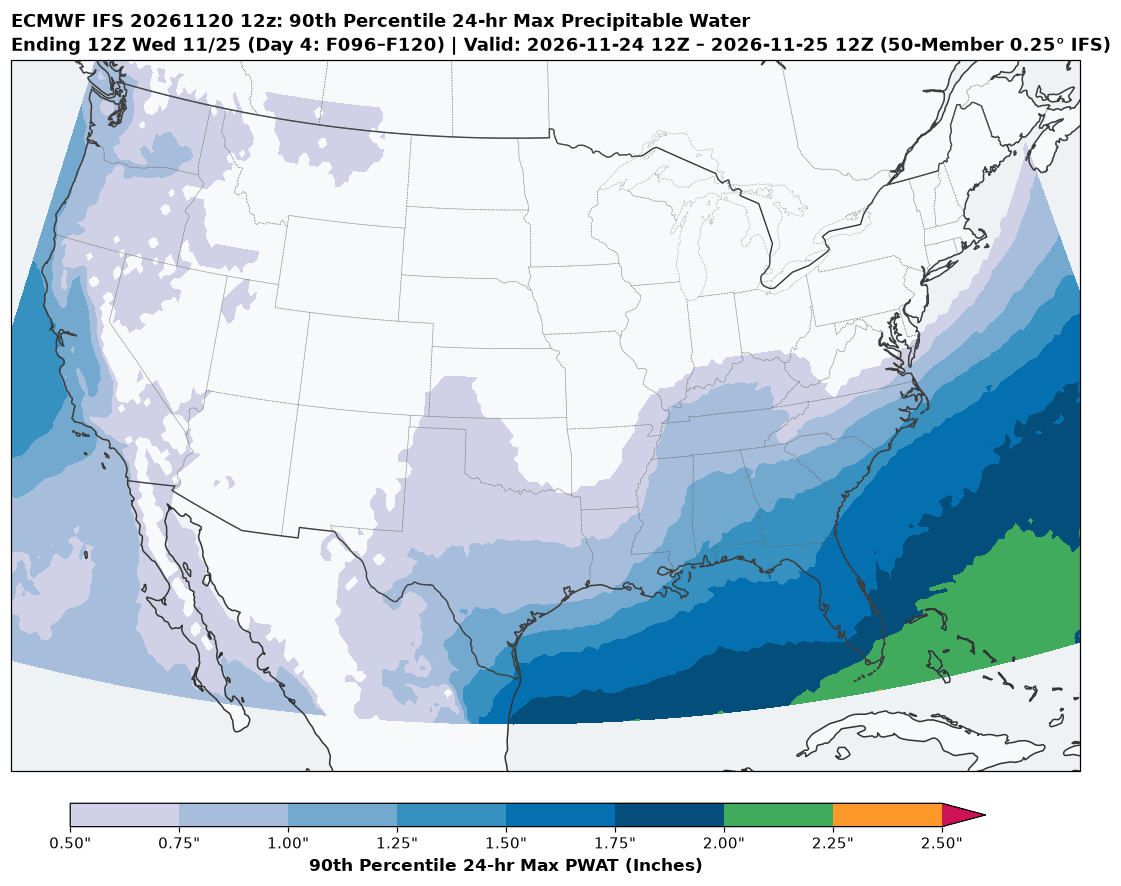 ECMWF IFS 20261120 12z: 90th Percentile 24-hr Max Precipitable Water
Ending 12Z Wed 11/25 (Day 4: F096–F120) | Valid: 2026-11-24 12Z – 2026-11-25 12Z (50-Member 0.25° IFS)
0.50" 0.75" 1.00" 1.25" 1.50" 1.75" 2.00" 2.25" 2.50"
90th Percentile 24-hr Max PWAT (Inches)